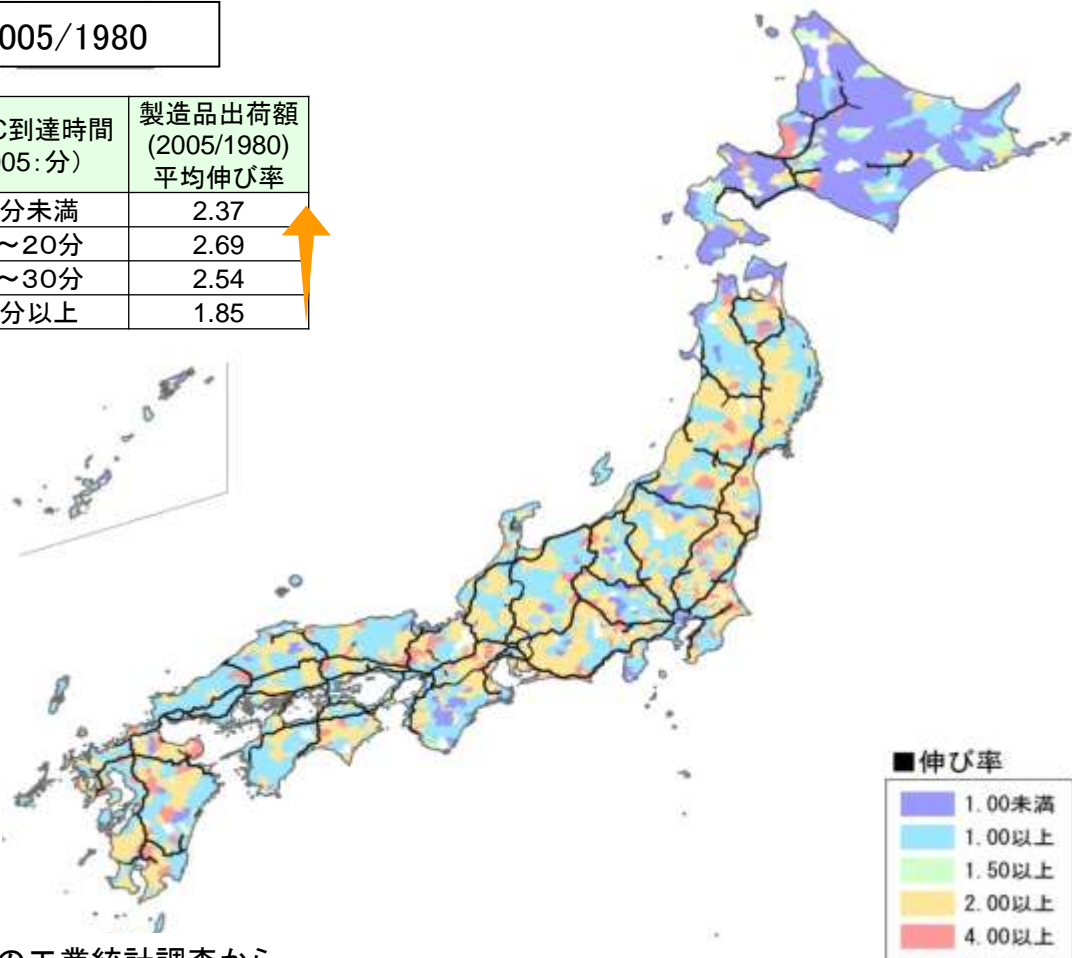 005/1980
C到達時間
005：分）
製造品出荷額
(2005/1980)
平均伸び率
分未満
2.37
～20分
2.69
～30分
2.54
分以上
1.85
■伸び率
1.00未満
1.00以上
1.50以上
2.00以上
4.00以上
の工業統計調査から